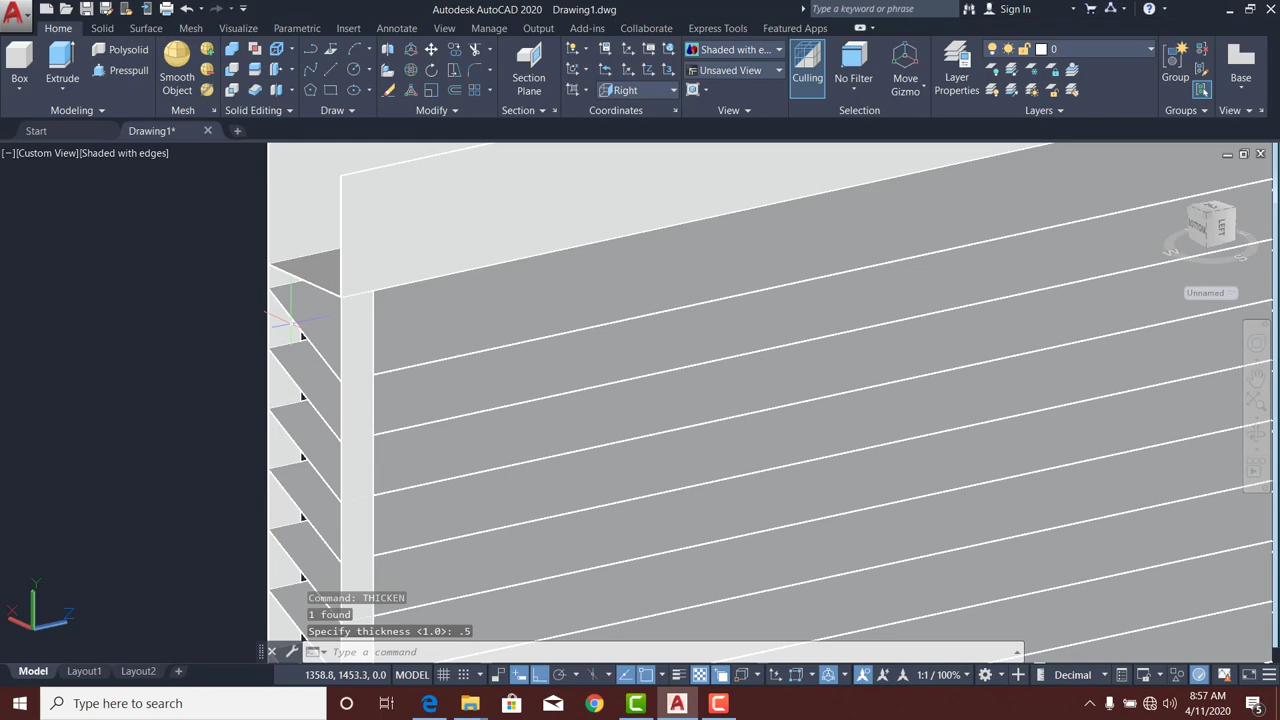 Autodesk AutoCAD 2020 Drawing1.dwg
Type a keyword or phrase
Sign In
Home Solid Surface Mesh Visualize Parametric Insert Annotate View Manage Output Add-ins Collaborate Express Tools Featured Apps
Box
Extrude
Polysolid
Presspull
Smooth
Object
Section
Plane
Right
Shaded with e...
Unsaved View
Culling
No Filter
Move
Gizmo
Layer
Properties
0
Group
Base
Modeling
Mesh
Solid Editing
Draw
Modify
Section
Coordinates
View
Selection
Layers
Groups
View
Start
Drawing1*
[−][Custom View][Shaded with edges]
BOTTOM
LEFT
W
S
Unnamed
Y
X
Z
Command: THICKEN
1 found
Specify thickness <1.0>: .5
Type a command
Model
Layout1
Layout2
1358.8, 1453.3, 0.0
MODEL
1:1 / 100%
Decimal
Type here to search
8:57 AM
4/11/2020